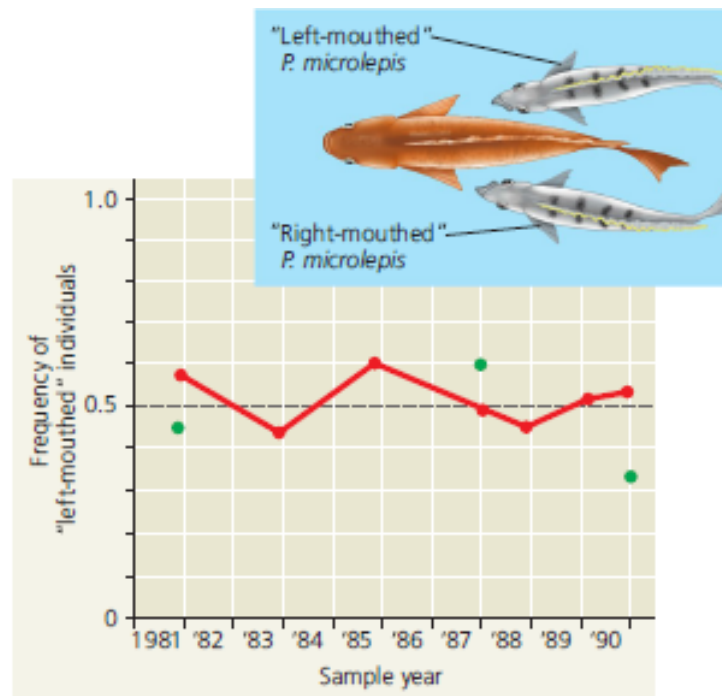 "Left-mouthed"
P. microlepis
"Right-mouthed"
P. microlepis
1.0
0.5
0
Frequency of
"left-mouthed" individuals
1981 '82 '83 '84 '85 '86 '87 '88 '89 '90
Sample year